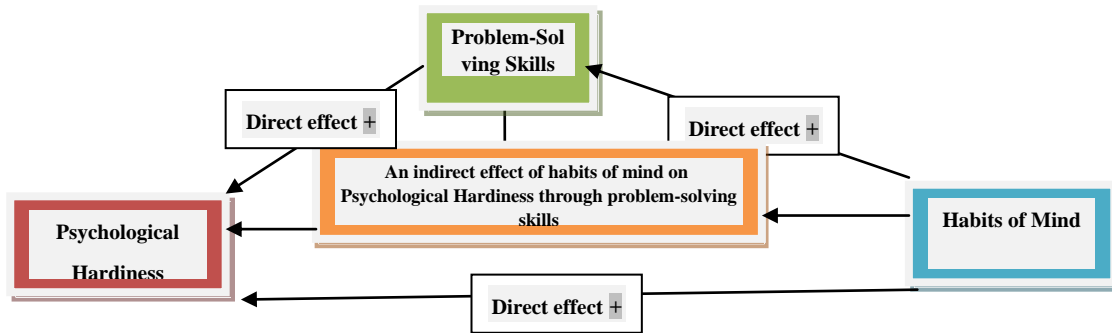 Problem-Sol
ving Skills
Direct effect +
Direct effect +
An indirect effect of habits of mind on
Psychological Hardiness through problem-solving
skills
Psychological
Hardiness
Habits of Mind
Direct effect +